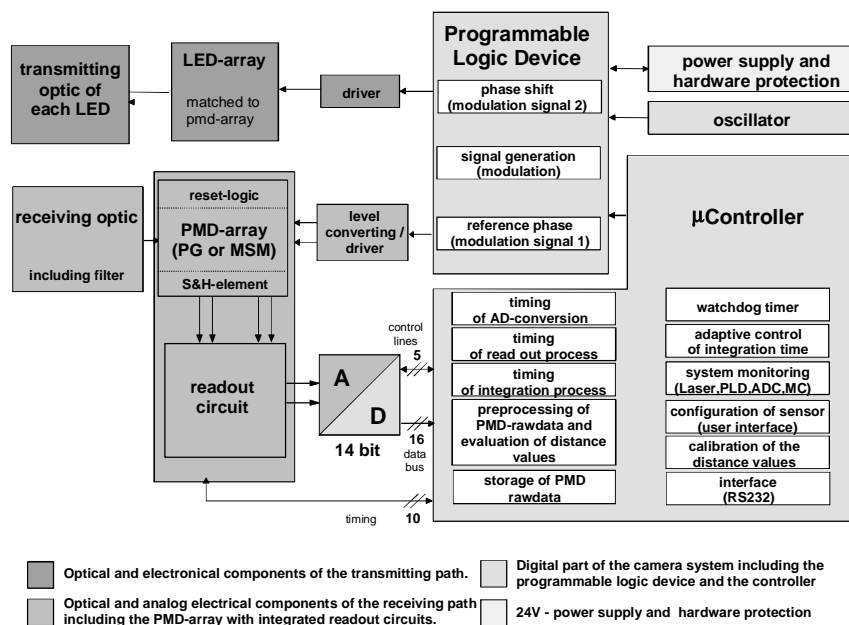 transmitting
optic of
each LED
LED-array
matched to
pmd-array
driver
Programmable
Logic Device
phase shift
(modulation signal 2)
signal generation
(modulation)
reference phase
(modulation signal 1)
power supply and
hardware protection
oscillator
µController
receiving optic
including filter
reset-logic
PMD-array
(PG or MSM)
S&H-element
level
converting /
driver
readout
circuit
A
D
14 bit
control
lines
5
16
data
bus
timing
10
timing
of AD-conversion
timing
of read out process
timing
of integration process
preprocessing of
PMD-rawdata and
evaluation of distance
values
storage of PMD
rawdata
watchdog timer
adaptive control
of integration time
system monitoring
(Laser,PLD,ADC,MC)
configuration of sensor
(user interface)
calibration of the
distance values
interface
(RS232)
Optical and electronical components of the transmitting path.
Optical and analog electrical components of the receiving path
including the PMD-array with integrated readout circuits.
Digital part of the camera system including the
programmable logic device and the controller
24V - power supply and hardware protection